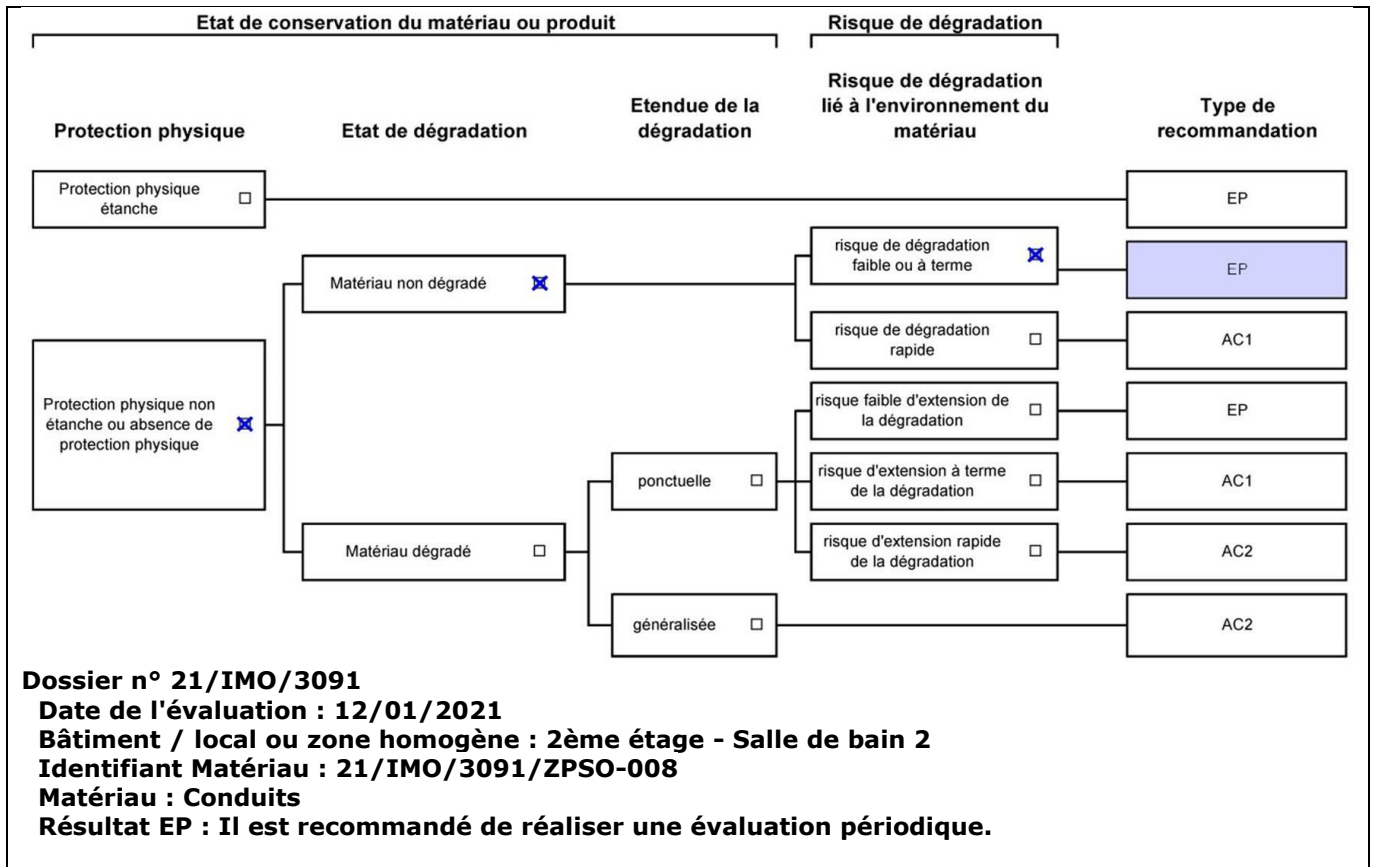 Etat de conservation du matériau ou produit
Risque de dégradation
Protection physique
Etat de dégradation
Etendue de la
dégradation
Risque de dégradation
lié à l'environnement du
matériau
Type de
recommandation
Protection physique
étanche
EP
risque de dégradation
faible ou à terme
EP
Matériau non dégradé
risque de dégradation
rapide
AC1
Protection physique non
étanche ou absence de
protection physique
risque faible d'extension de
la dégradation
EP
ponctuelle
risque d'extension à terme
de la dégradation
AC1
Matériau dégradé
risque d'extension rapide
de la dégradation
AC2
généralisée
AC2
Dossier n° 21/IMO/3091
Date de l'évaluation : 12/01/2021
Bâtiment / local ou zone homogène : 2ème étage - Salle de bain 2
Identifiant Matériau : 21/IMO/3091/ZPSO-008
Matériau : Conduits
Résultat EP : Il est recommandé de réaliser une évaluation périodique.